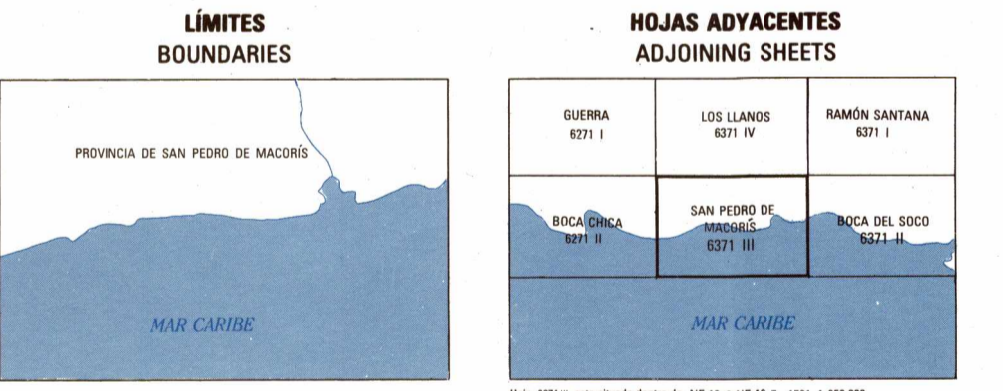 LÍMITES
BOUNDARIES
PROVINCIA DE SAN PEDRO DE MACORÍS
MAR CARIBE
HOJAS ADYACENTES
ADJOINING SHEETS
GUERRA
6271 I
LOS LLANOS
6371 IV
RAMÓN SANTANA
6371 I
BOCA CHICA
6271 II
SAN PEDRO DE
MACORÍS
6371 III
BOCA DEL SOCO
6371 II
MAR CARIBE